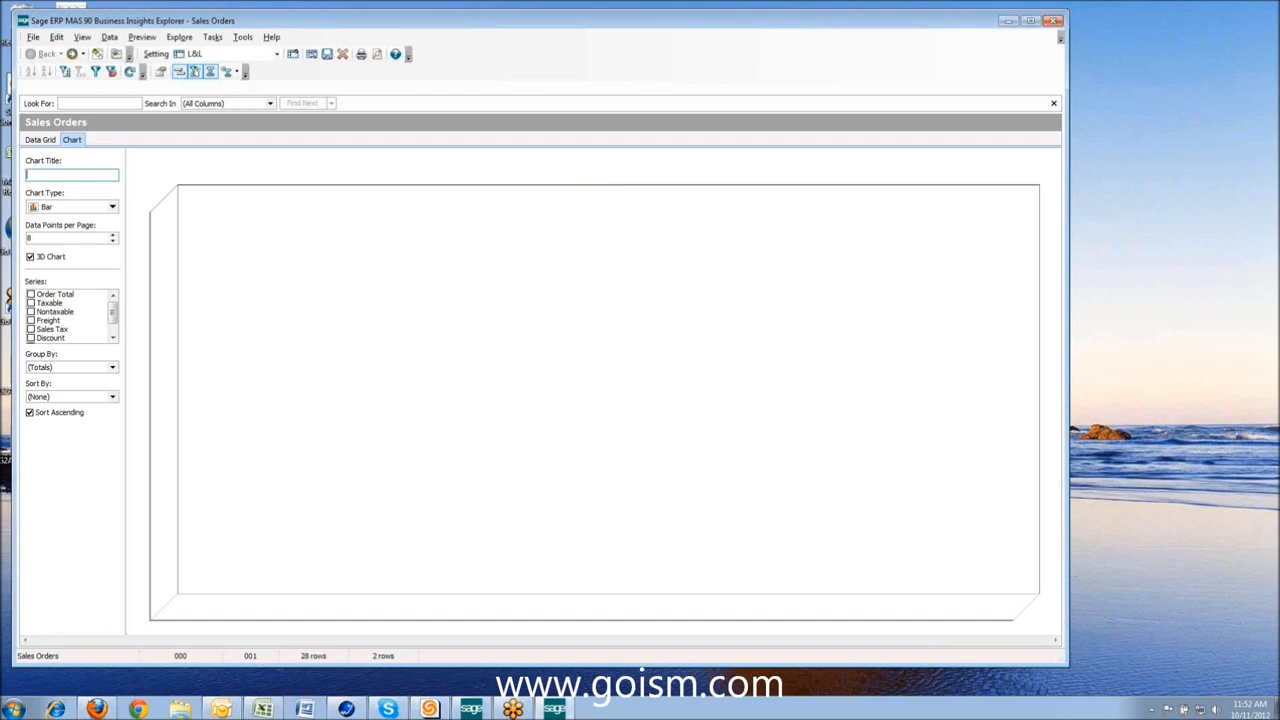 Sage ERP MAS 90 Business Insights Explorer - Sales Orders
File Edit View Data Preview Explore Tasks Tools Help
Back Setting L&L
Look For: Search In (All Columns) Find Next
Sales Orders
Data Grid Chart
Chart Title:
Chart Type:
Bar
Data Points per Page:
8
3D Chart
Series:
Order Total
Taxable
Nontaxable
Freight
Sales Tax
Discount
Group By:
(Totals)
Sort By:
(None)
Sort Ascending
Sales Orders 000 001 28 rows 2 rows
www.goism.com
sage sage
11:52 AM
10/11/2012